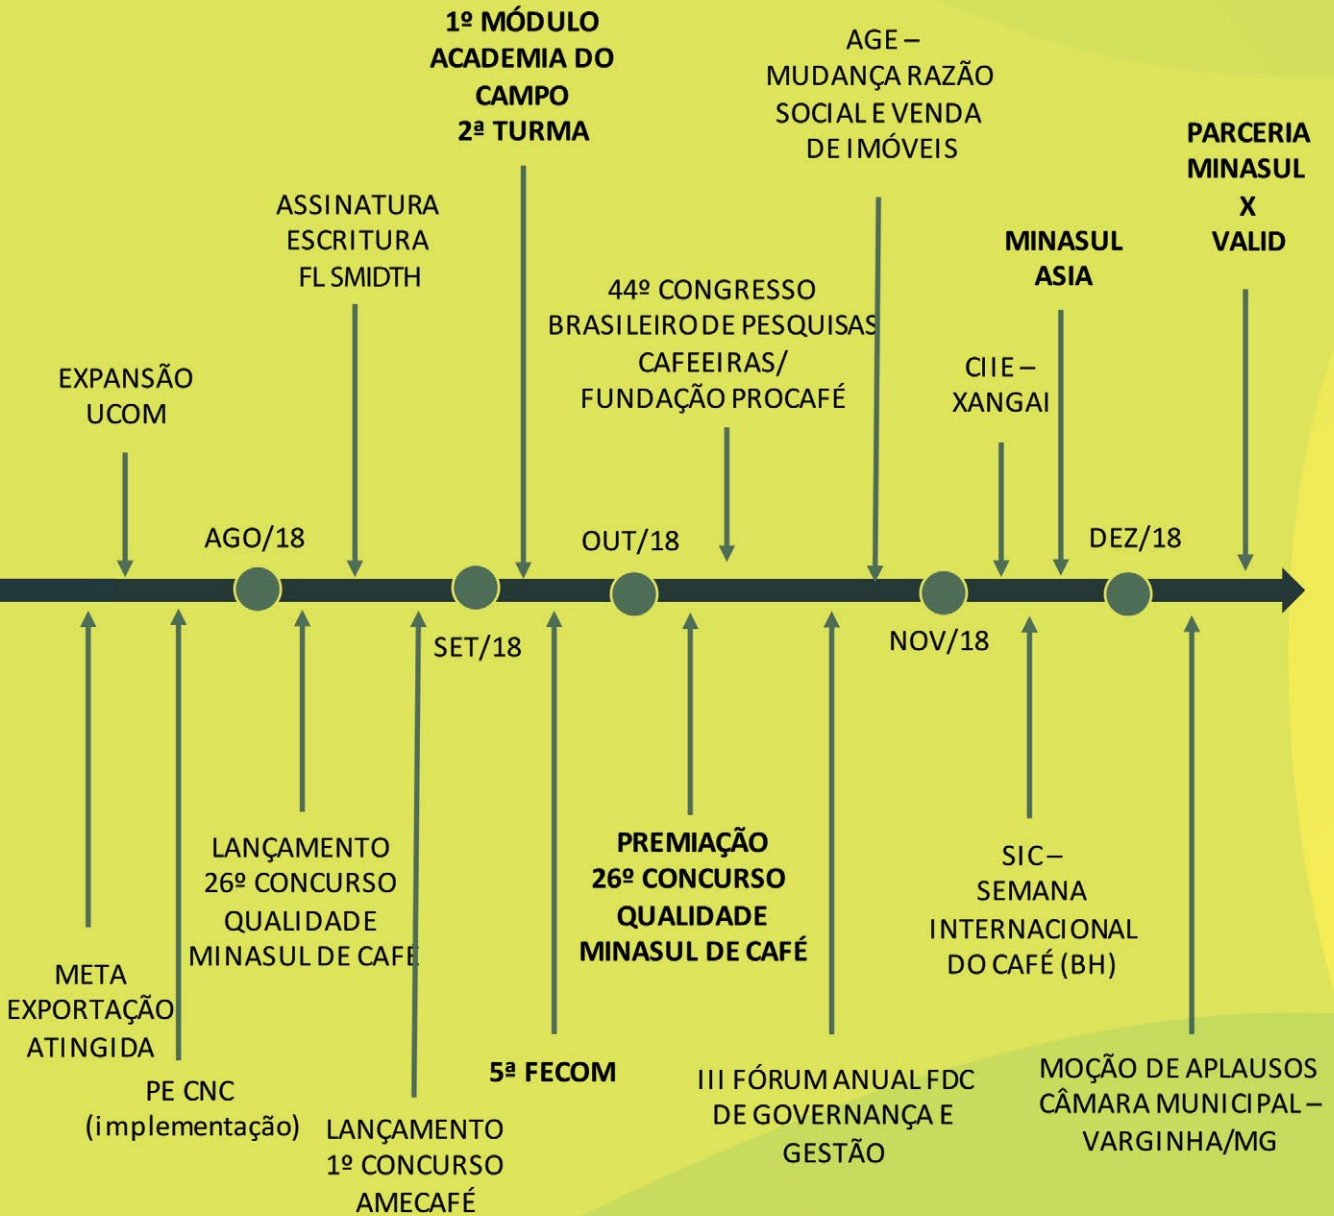 1º MÓDULO
ACADEMIA DO
CAMPO
2ª TURMA
AGE –
MUDANÇA RAZÃO
SOCIAL E VENDA
DE IMÓVEIS
PARCERIA
MINASUL
X
VALID
ASSINATURA
ESCRITURA
FL SMIDTH
MINASUL
ASIA
44º CONGRESSO
BRASILEIRO DE PESQUISAS
CAFEEIRAS/
FUNDAÇÃO PROCAFÉ
EXPANSÃO
UCOM
CIIE –
XANGAI
AGO/18
OUT/18
DEZ/18
SET/18
NOV/18
LANÇAMENTO
26º CONCURSO
QUALIDADE
MINASUL DE CAFÉ
PREMIAÇÃO
26º CONCURSO
QUALIDADE
MINASUL DE CAFÉ
SIC –
SEMANA
INTERNACIONAL
DO CAFÉ (BH)
META
EXPORTAÇÃO
ATINGIDA
PE CNC
(implementação)
LANÇAMENTO
1º CONCURSO
AMECAFÉ
5ª FECOM
III FÓRUM ANUAL FDC
DE GOVERNANÇA E
GESTÃO
MOÇÃO DE APLAUSOS
CÂMARA MUNICIPAL –
VARGINHA/MG